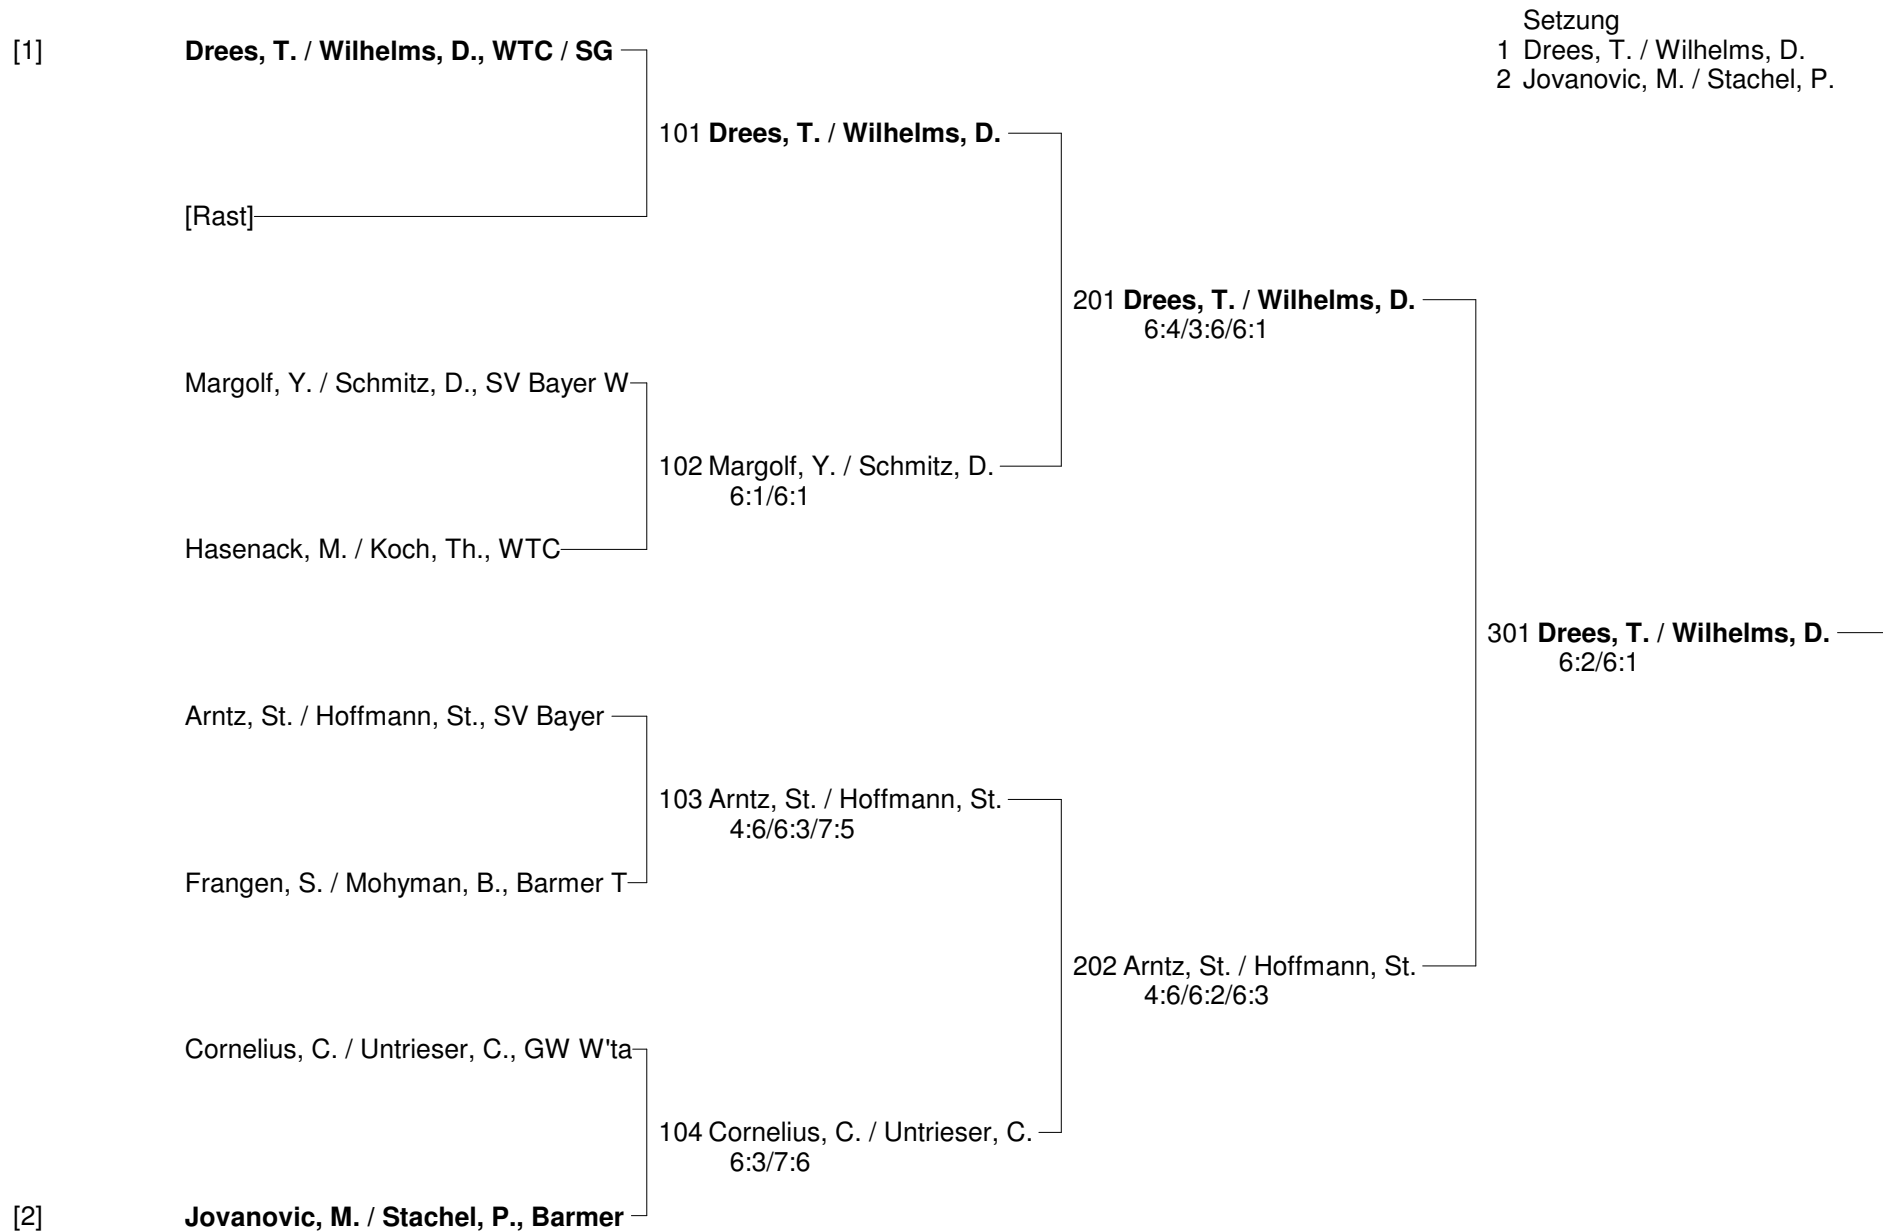 Setzung
[1] Drees, T. / Wilhelms, D., WTC / SG
1 Drees, T. / Wilhelms, D.
2 Jovanovic, M. / Stachel, P.
101 Drees, T. / Wilhelms, D.
[Rast]
201 Drees, T. / Wilhelms, D.
6:4/3:6/6:1
Margolf, Y. / Schmitz, D., SV Bayer W
102 Margolf, Y. / Schmitz, D.
6:1/6:1
Hasenack, M. / Koch, Th., WTC
301 Drees, T. / Wilhelms, D.
6:2/6:1
Arntz, St. / Hoffmann, St., SV Bayer
103 Arntz, St. / Hoffmann, St.
4:6/6:3/7:5
Frangen, S. / Mohyman, B., Barmer T
202 Arntz, St. / Hoffmann, St.
4:6/6:2/6:3
Cornelius, C. / Untrieser, C., GW W'ta
104 Cornelius, C. / Untrieser, C.
6:3/7:6
[2] Jovanovic, M. / Stachel, P., Barmer